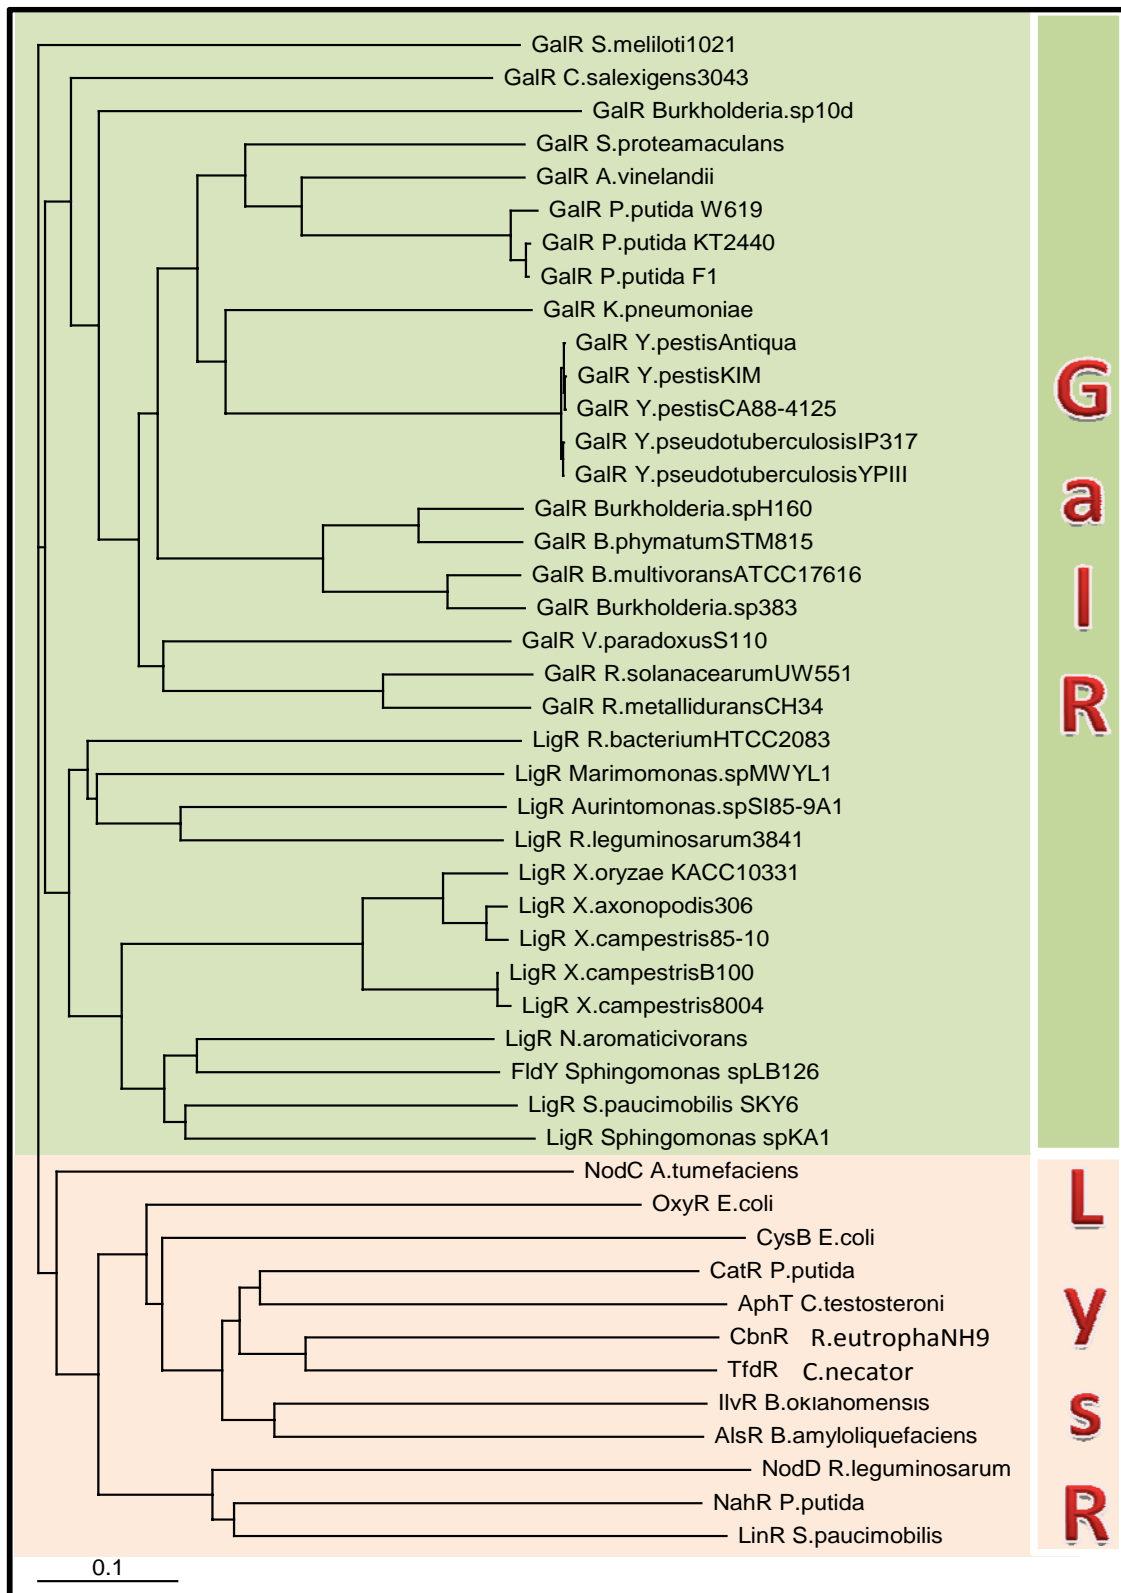 GalR S.meliloti1021
GalR C.salexigens3043
GalR Burkholderia.sp10d
GalR S.proteamaculans
GalR A.vinelandii
GalR P.putida W619
GalR P.putida KT2440
GalR P.putida F1
GalR K.pneumoniae
GalR Y.pestisAntiqua
GalR Y.pestisKIM
GalR Y.pestisCA88-4125
GalR Y.pseudotuberculosisIP317
GalR Y.pseudotuberculosisYPIII
GalR Burkholderia.spH160
GalR B.phymatumSTM815
GalR B.multivoransATCC17616
GalR Burkholderia.sp383
GalR V.paradoxusS110
GalR R.solanacearumUW551
GalR R.metalliduransCH34
LigR R.bacteriumHTCC2083
LigR Marimomonas.spMWYL1
LigR Aurintomonas.spSI85-9A1
LigR R.leguminosarum3841
LigR X.oryzae KACC10331
LigR X.axonopodis306
LigR X.campestris85-10
LigR X.campestrisB100
LigR X.campestris8004
LigR N.aromaticivorans
FldY Sphingomonas spLB126
LigR S.paucimobilis SKY6
LigR Sphingomonas spKA1
NodC A.tumefaciens
OxyR E.coli
CysB E.coli
CatR P.putida
AphT C.testosteroni
CbnR R.eutrophaNH9
TfdR C.necator
IlvR B.oklahomensis
AlsR B.amyloliquefaciens
NodD R.leguminosarum
NahR P.putida
LinR S.paucimobilis
0.1
G
a
l
R
L
y
s
R